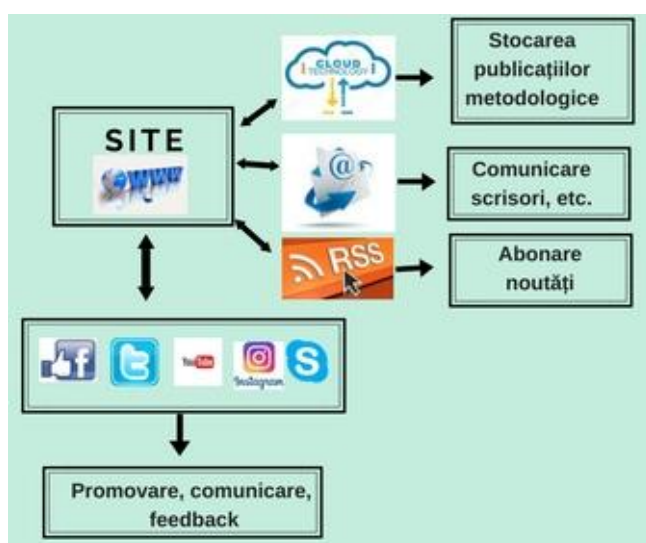 SITE
www
CLOUD
TECHNOLOGY
Stocarea
publicațiilor
metodologice
@
Comunicare
scrisori, etc.
RSS
Abonare
noutăți
f
t
YouTube
Instagram
S
Promovare, comunicare,
feedback